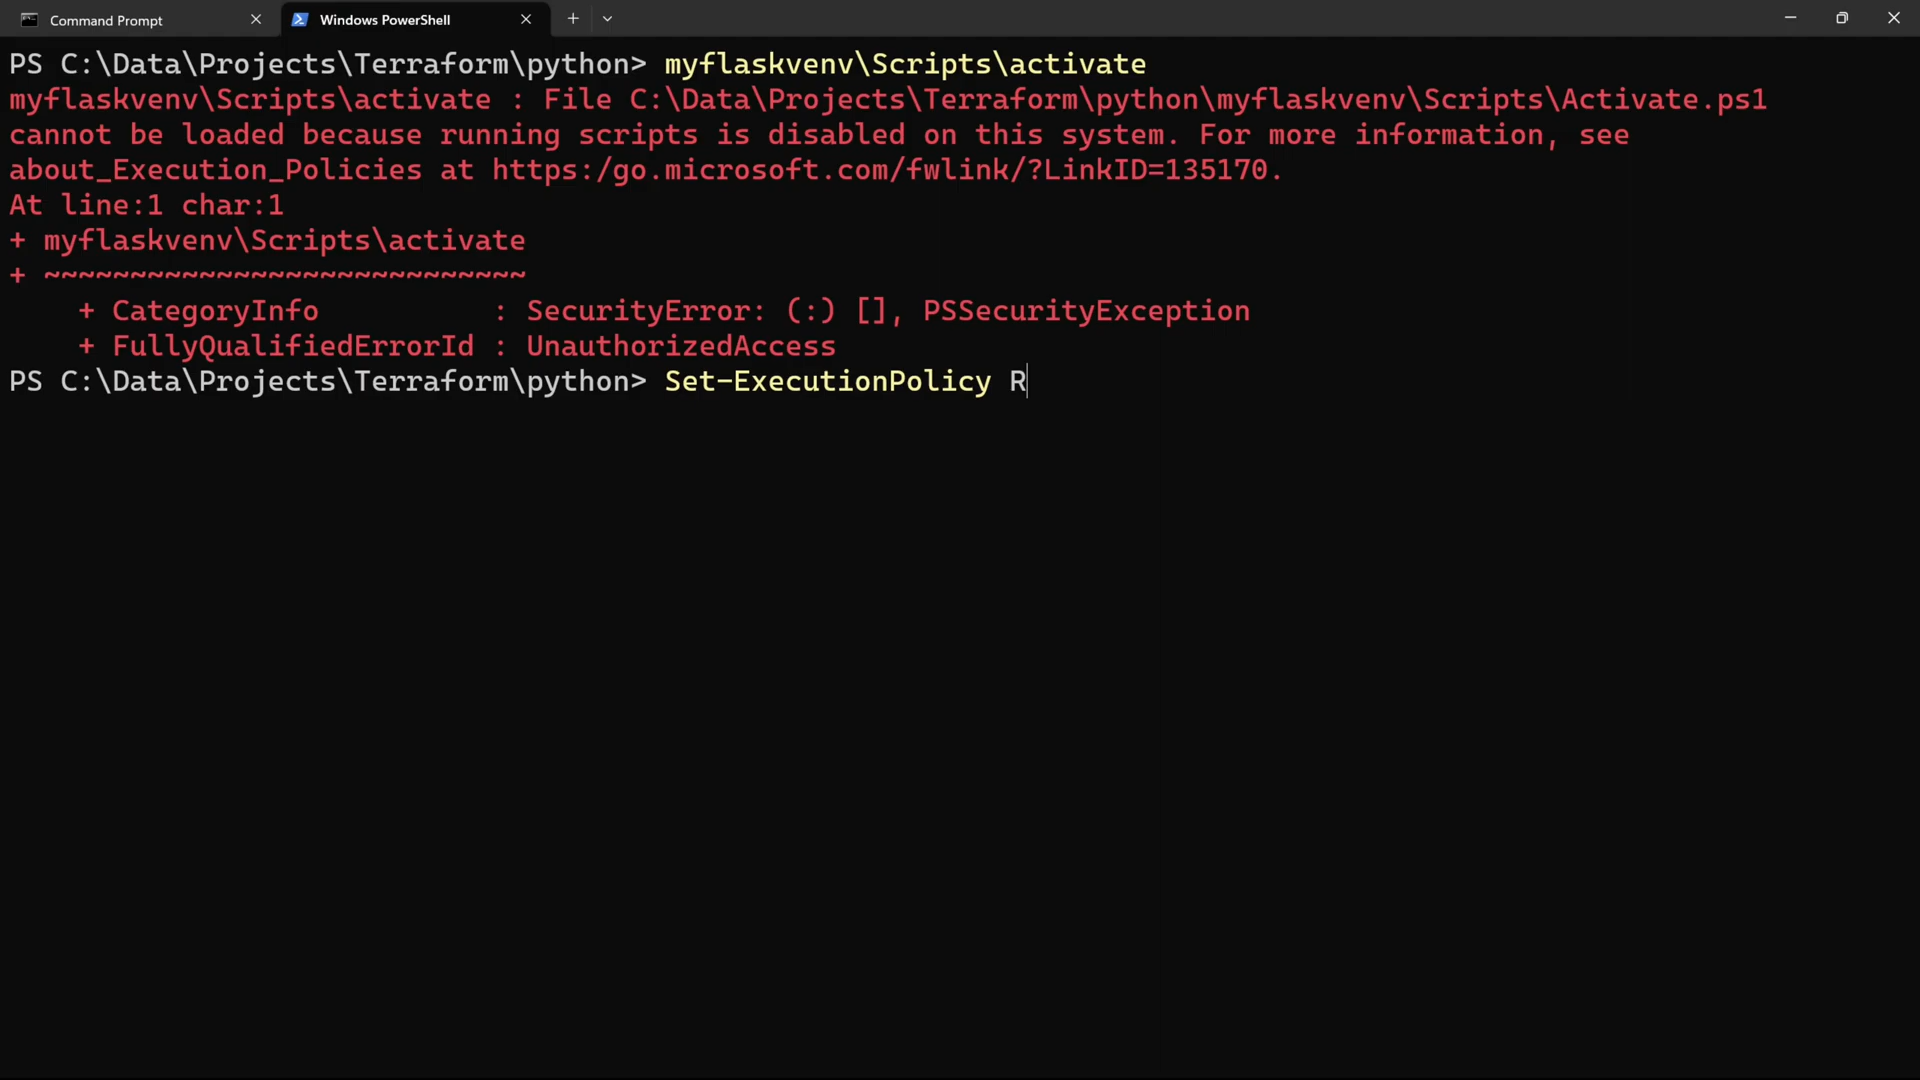 Command Prompt
Windows PowerShell
PS C:\Data\Projects\Terraform\python> myflaskvenv\Scripts\activate
myflaskvenv\Scripts\activate : File C:\Data\Projects\Terraform\python\myflaskvenv\Scripts\Activate.ps1
cannot be loaded because running scripts is disabled on this system. For more information, see
about_Execution_Policies at https:/go.microsoft.com/fwlink/?LinkID=135170.
At line:1 char:1
+ myflaskvenv\Scripts\activate
+ ~~~~~~~~~~~~~~~~~~~~~~~~~~~~
    + CategoryInfo          : SecurityError: (:) [], PSSecurityException
    + FullyQualifiedErrorId : UnauthorizedAccess
PS C:\Data\Projects\Terraform\python> Set-ExecutionPolicy R